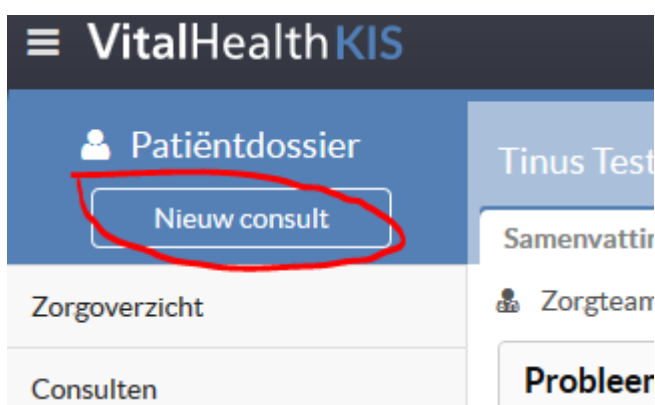 VitalHealthKIS
Patiëntdossier
Nieuw consult
Zorgoverzicht
Consulten
Tinus Test
Samenvattin
Zorgteam
Probleem